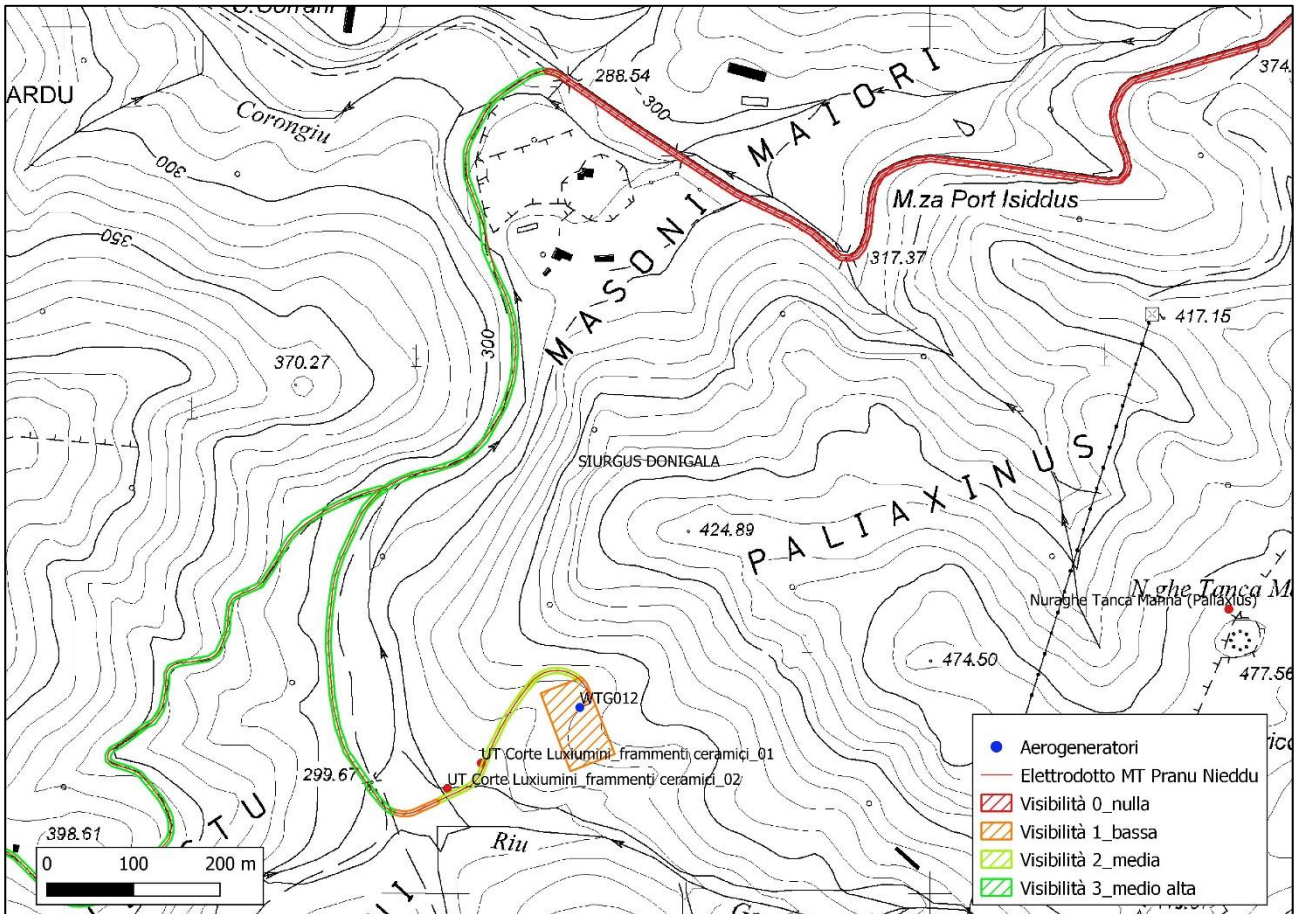 288.54
374.
ARDU
Corongiu
300
MAIORI
300
350
M.za Port Isiddus
MASONI
317.37
417.15
300
370.27
SIURGUS DONIGALA
PALIAXINUS
424.89
N.ghe Tanca M
Nuraghe Tanca Manna (Pallaxius)
474.50
477.56
WTG012
UT Corte Luxiumini_frammenti ceramici_01
299.67
UT Corte Luxiumini_frammenti ceramici_02
398.61
TU
Riu
0 100 200 m
Aerogeneratori
Elettrodotto MT Pranu Nieddu
Visibilità 0_nulla
Visibilità 1_bassa
Visibilità 2_media
Visibilità 3_medio alta